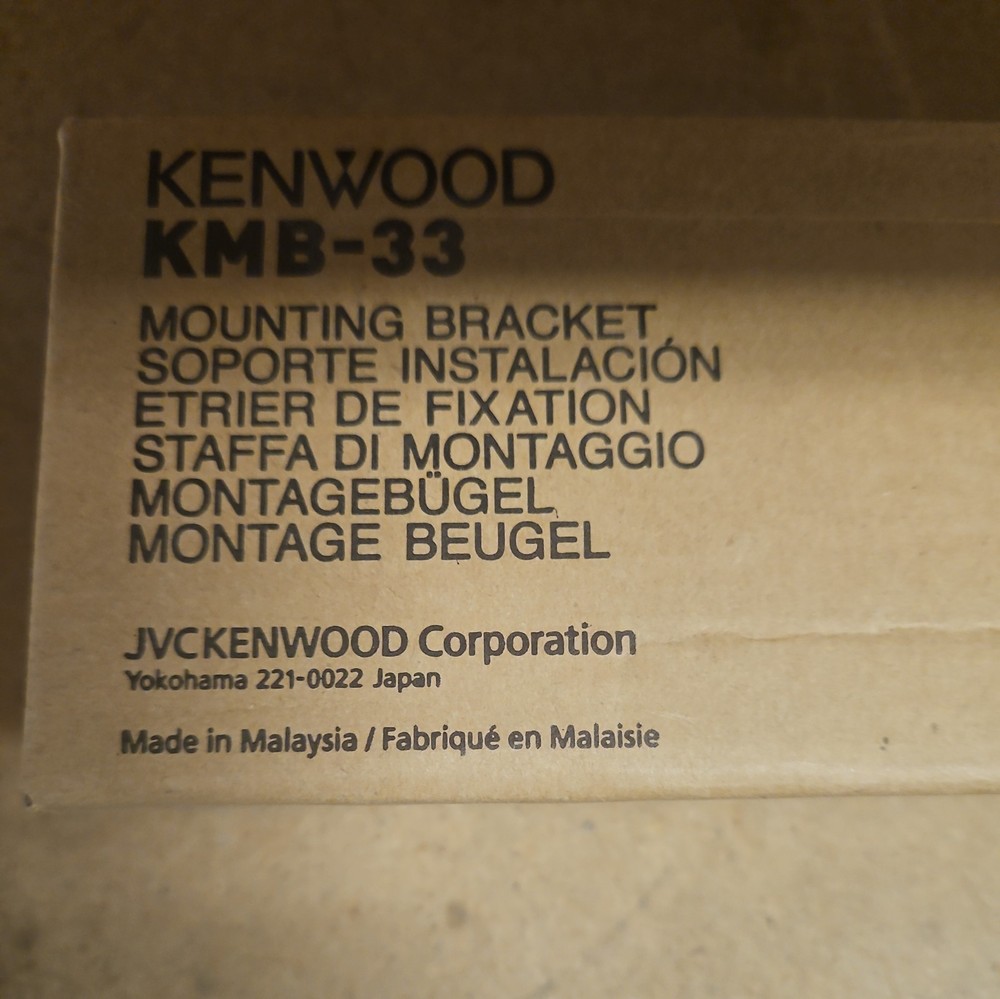 KENWOOD
KMB-33
MOUNTING BRACKET
SOPORTE INSTALACIÓN
ETRIER DE FIXATION
STAFFA DI MONTAGGIO
MONTAGEBÜGEL
MONTAGE BEUGEL
JVCKENWOOD Corporation
Yokohama 221-0022 Japan
Made in Malaysia / Fabriqué en Malaisie